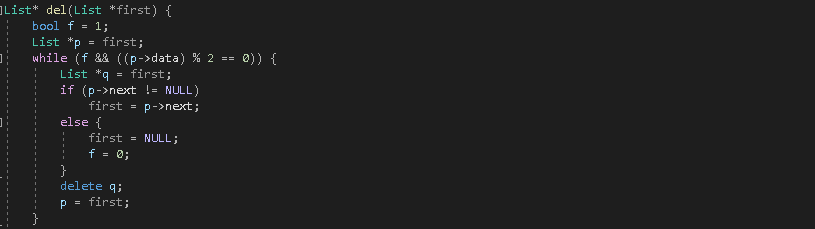 List* del(List *first) {
bool f = 1;
List *p = first;
while (f && ((p->data) % 2 == 0)) {
List *q = first;
if (p->next != NULL)
first = p->next;
else {
first = NULL;
f = 0;
}
delete q;
p = first;
}